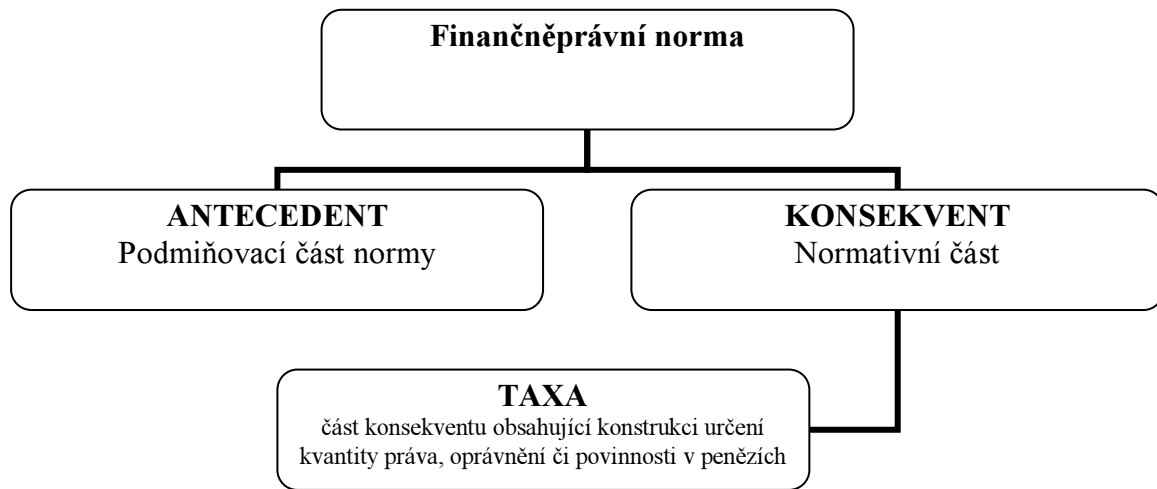 Finančněprávní norma
ANTECEDENT
Podmiňovací část normy
KONSEKVENT
Normativní část
TAXA
část konsekventu obsahující konstrukci určení
kvantity práva, oprávnění či povinnosti v penězích